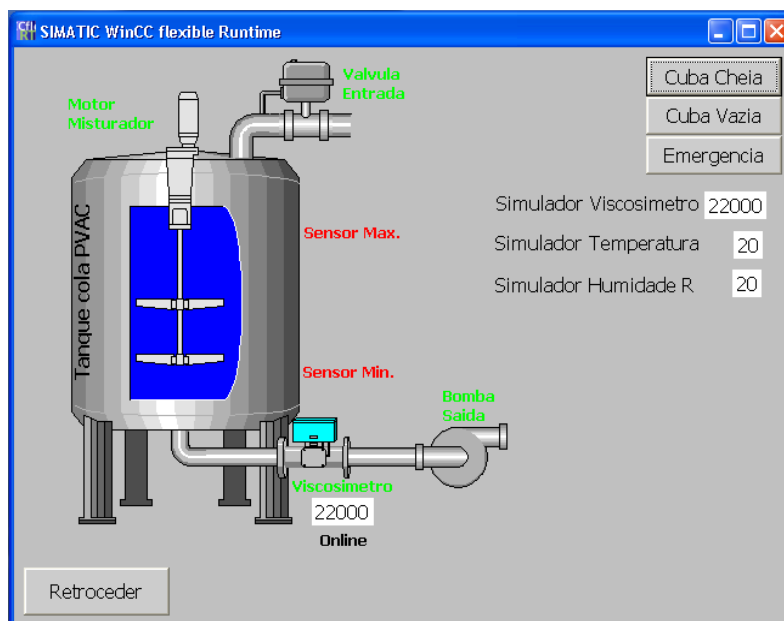 SIMATIC WinCC flexible Runtime
Valvula
Entrada
Cuba Cheia
Motor
Misturador
Cuba Vazia
Emergencia
Tanque cola PVAC
Simulador Viscosimetro 22000
Sensor Max.
Simulador Temperatura 20
Simulador Humidade R 20
Sensor Min.
Bomba
Saida
Viscosimetro
22000
Online
Retroceder